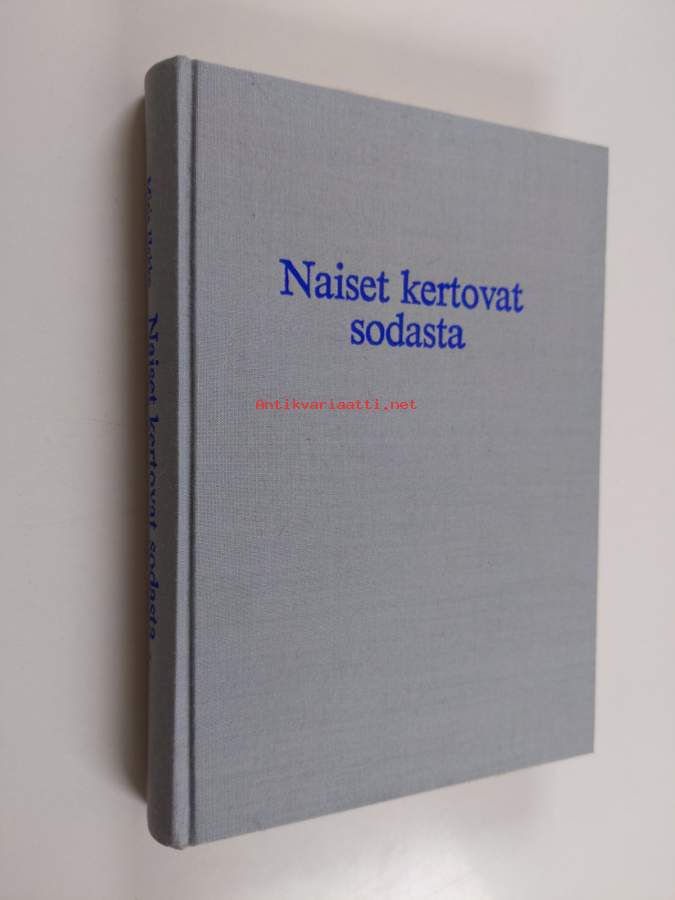 Naiset kertovat
sodasta
Antikvariaatti.net
Naiset kertovat sodasta